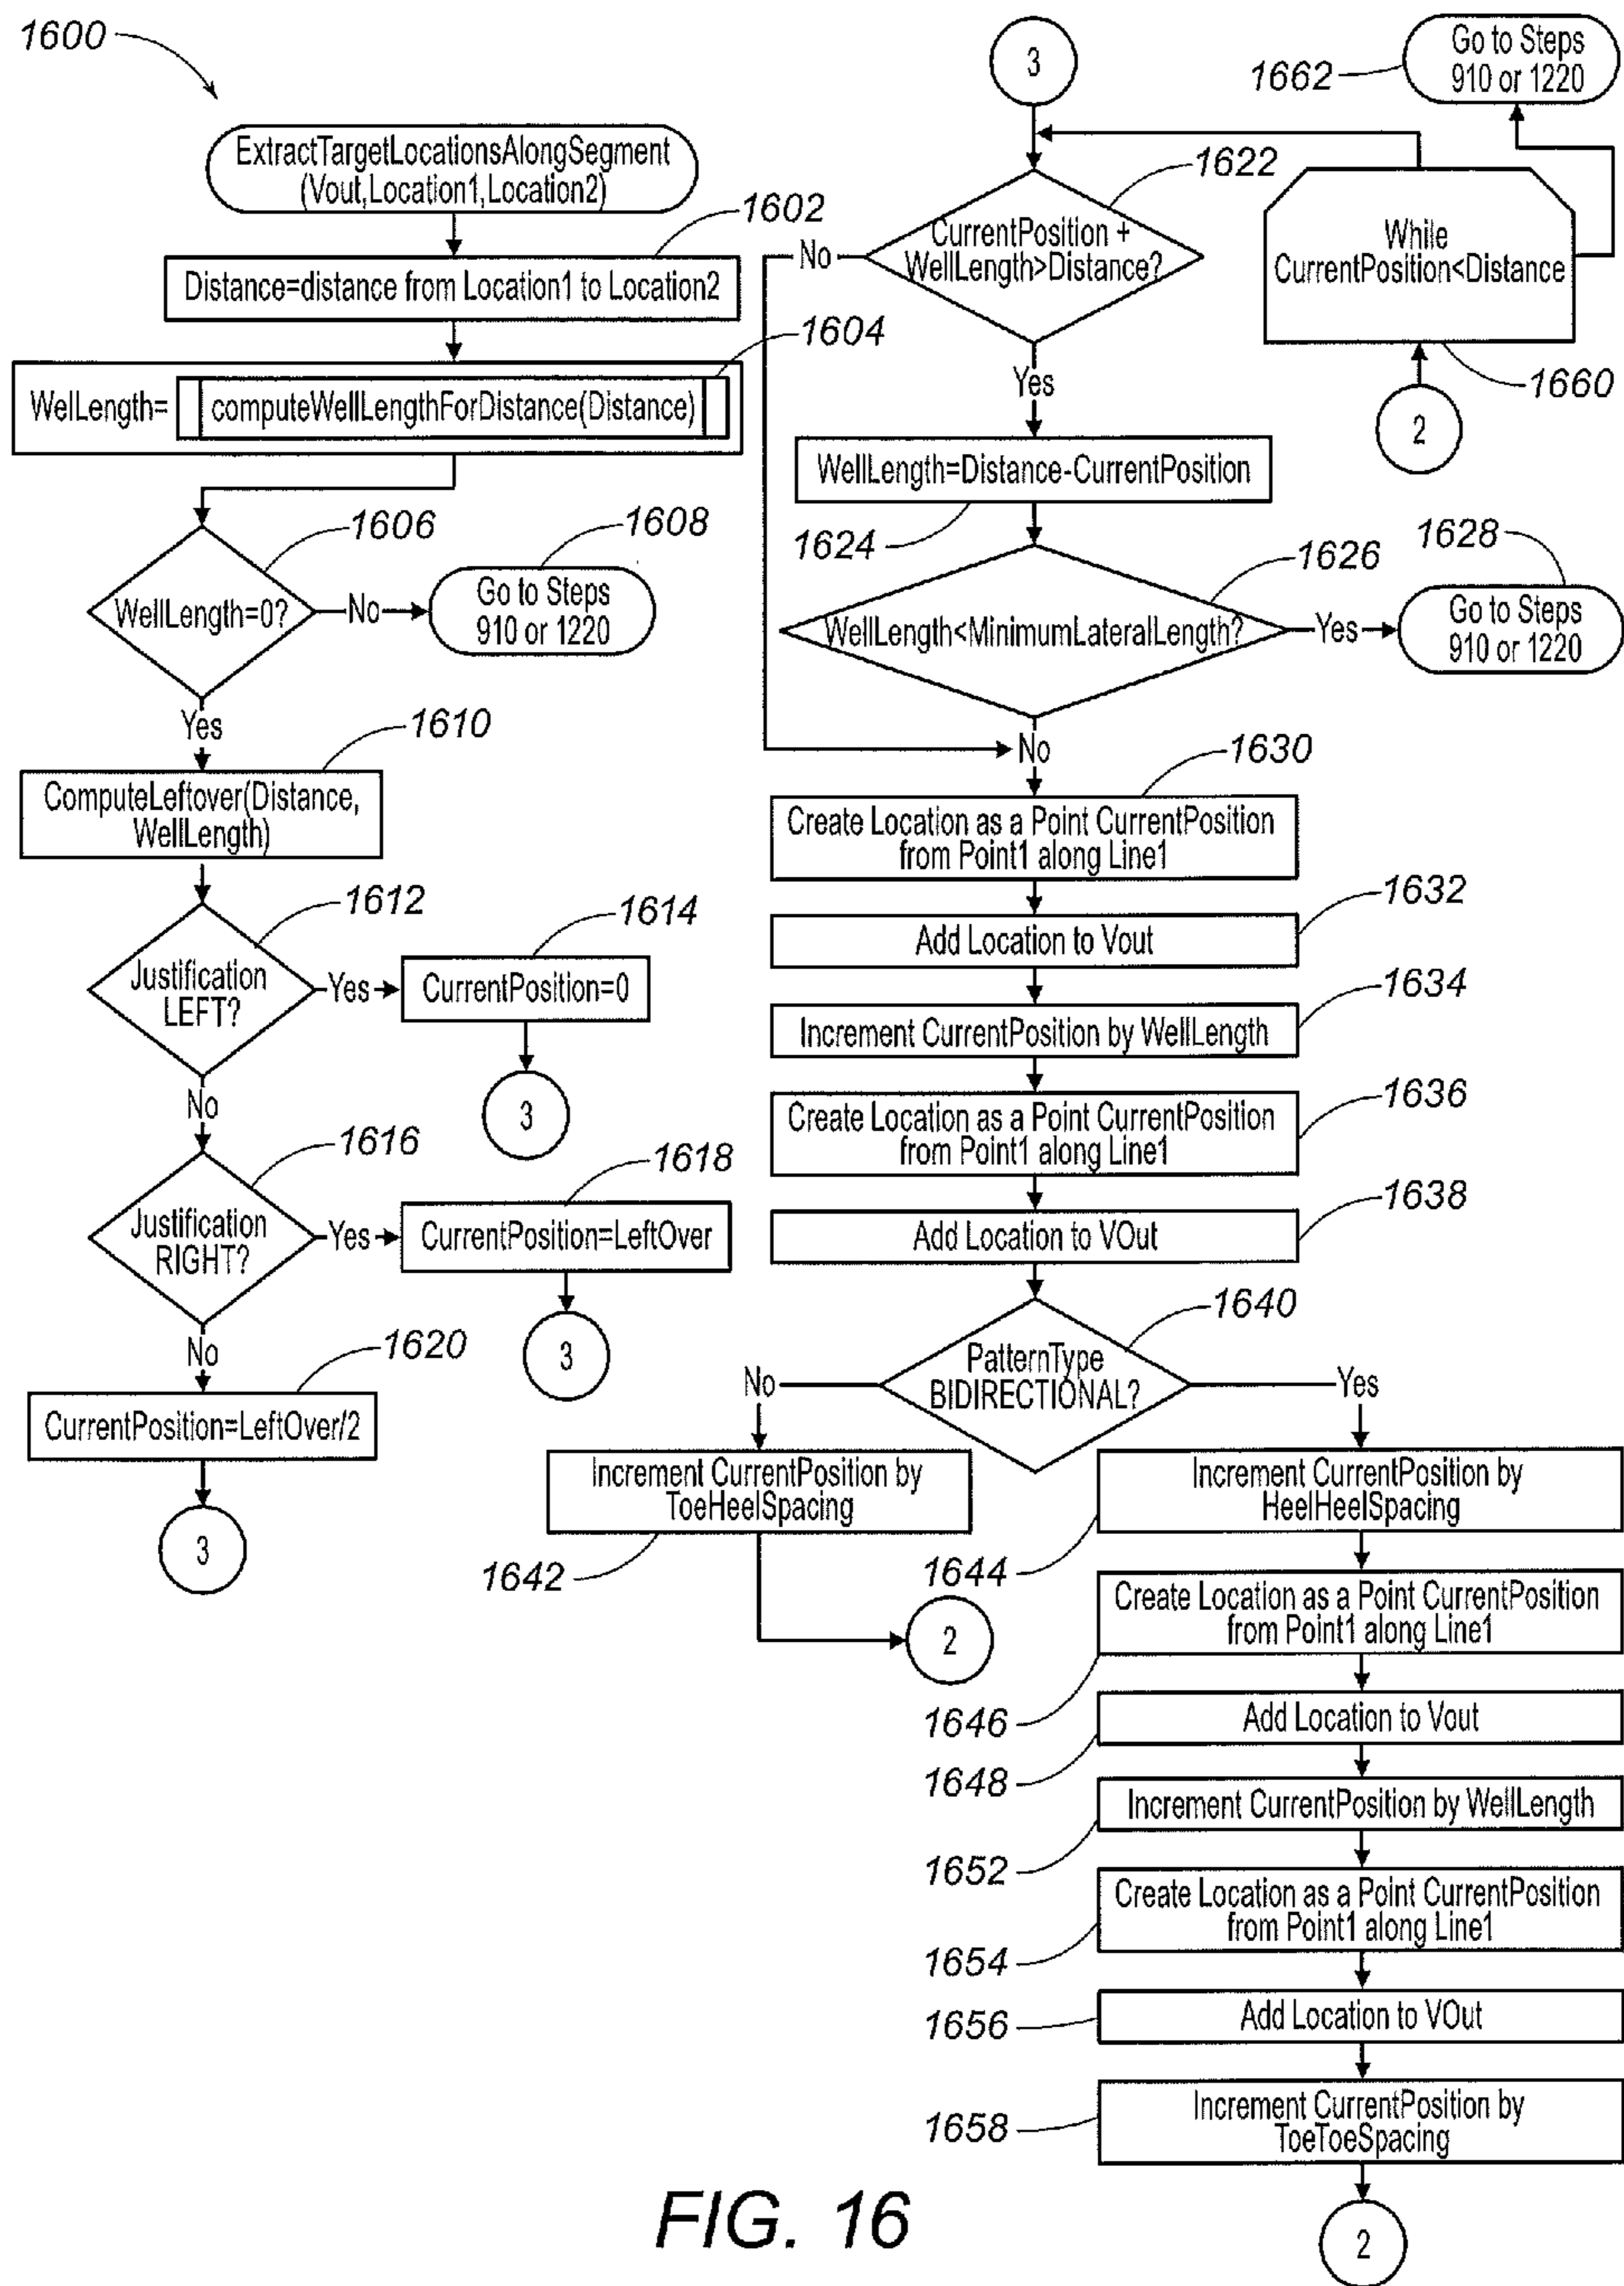 1600
ExtractTargetLocationsAlongSegment
(Vout,Location1,Location2)
1602
Distance=distance from Location1 to Location2
1604
WelLength=
computeWellLengthForDistance(Distance)
1606
WellLength=0?
No
1608
Go to Steps
910 or 1220
Yes
1610
ComputeLeftover(Distance,
WellLength)
1612
Justification
LEFT?
Yes
1614
CurrentPosition=0
3
No
1616
Justification
RIGHT?
Yes
1618
CurrentPosition=LeftOver
3
No
1620
CurrentPosition=LeftOver/2
3
3
1622
CurrentPosition +
WellLength>Distance?
No
Yes
1662
Go to Steps
910 or 1220
While
CurrentPosition<Distance
1660
2
WellLength=Distance-CurrentPosition
1624
1626
WellLength<MinimumLateralLength?
Yes
1628
Go to Steps
910 or 1220
No
1630
Create Location as a Point CurrentPosition
from Point1 along Line1
1632
Add Location to Vout
1634
Increment CurrentPosition by WellLength
1636
Create Location as a Point CurrentPosition
from Point1 along Line1
1638
Add Location to VOut
1640
PatternType
BIDIRECTIONAL?
No
Yes
Increment CurrentPosition by
ToeHeelSpacing
1642
2
Increment CurrentPosition by
HeelHeelSpacing
1644
Create Location as a Point CurrentPosition
from Point1 along Line1
1646
Add Location to Vout
1648
Increment CurrentPosition by WellLength
1652
Create Location as a Point CurrentPosition
from Point1 along Line1
1654
Add Location to VOut
1656
Increment CurrentPosition by
ToeToeSpacing
1658
2
FIG. 16